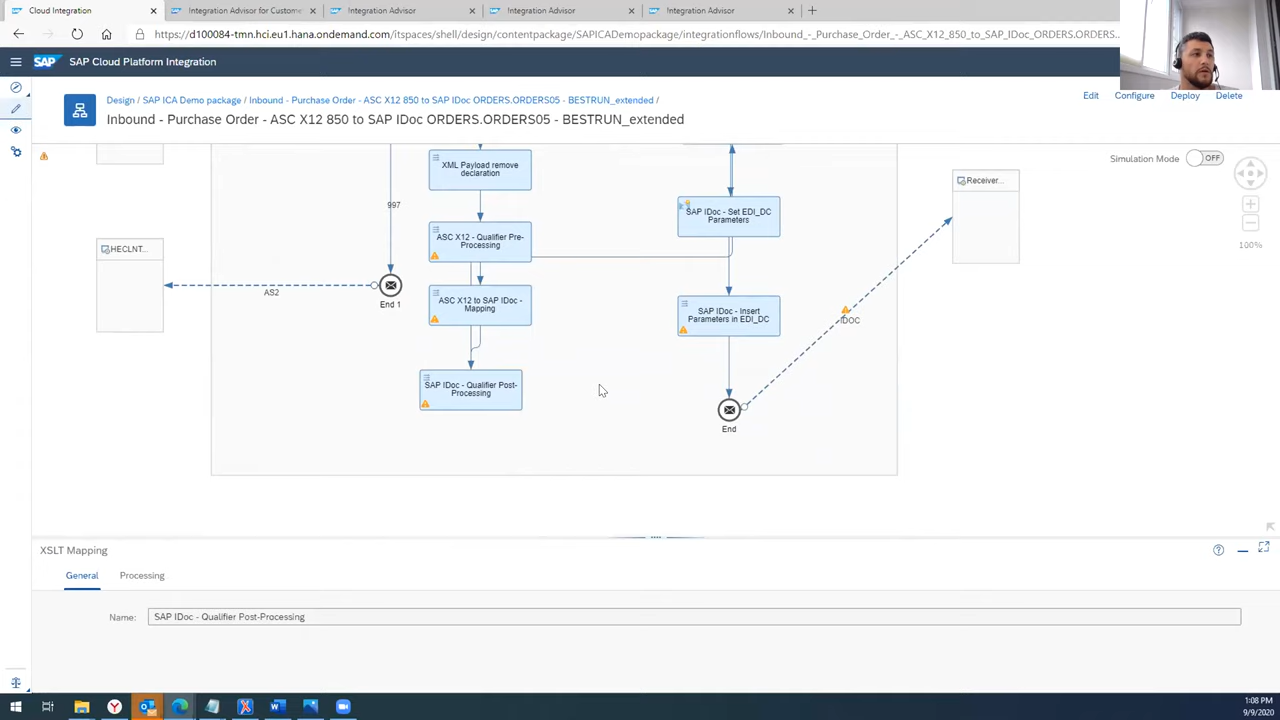 Cloud Integration
Integration Advisor for Custome
Integration Advisor
Integration Advisor
Integration Advisor
https://d100084-tmn.hci.eu1.hana.ondemand.com/itspaces/shell/design/contentpackage/SAPICADemopackage/integrationflows/Inbound_-_Purchase_Order_-_ASC_X12_850_to_SAP_IDoc_ORDERS.ORDERS...
SAP
SAP Cloud Platform Integration
Design / SAP ICA Demo package / Inbound - Purchase Order - ASC X12 850 to SAP IDoc ORDERS.ORDERS05 - BESTRUN_extended /
Edit
Configure
Deploy
Delete
Inbound - Purchase Order - ASC X12 850 to SAP IDoc ORDERS.ORDERS05 - BESTRUN_extended
Simulation Mode
OFF
XML Payload remove
declaration
Receiver...
997
SAP IDoc - Set EDI_DC
Parameters
ASC X12 - Qualifier Pre-
Processing
100%
HECLNT...
AS2
End 1
ASC X12 to SAP IDoc -
Mapping
SAP IDoc - Insert
Parameters in EDI_DC
IDOC
SAP IDoc - Qualifier Post-
Processing
End
XSLT Mapping
General
Processing
Name:
SAP IDoc - Qualifier Post-Processing
1:08 PM
9/9/2020